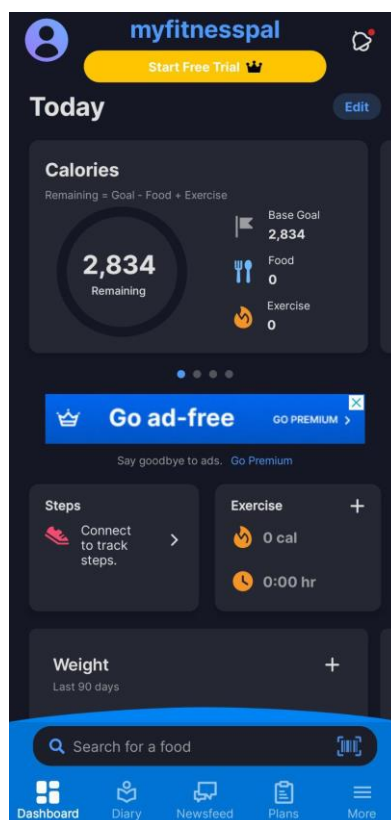 myfitnesspal
Start Free Trial
Today
Edit
Calories
Remaining = Goal - Food + Exercise
2,834
Remaining
Base Goal
2,834
Food
0
Exercise
0
Go ad-free
GO PREMIUM
Say goodbye to ads. Go Premium
Steps
Connect
to track
steps.
Exercise
0 cal
0:00 hr
Weight
Last 90 days
Search for a food
Dashboard
Diary
Newsfeed
Plans
More